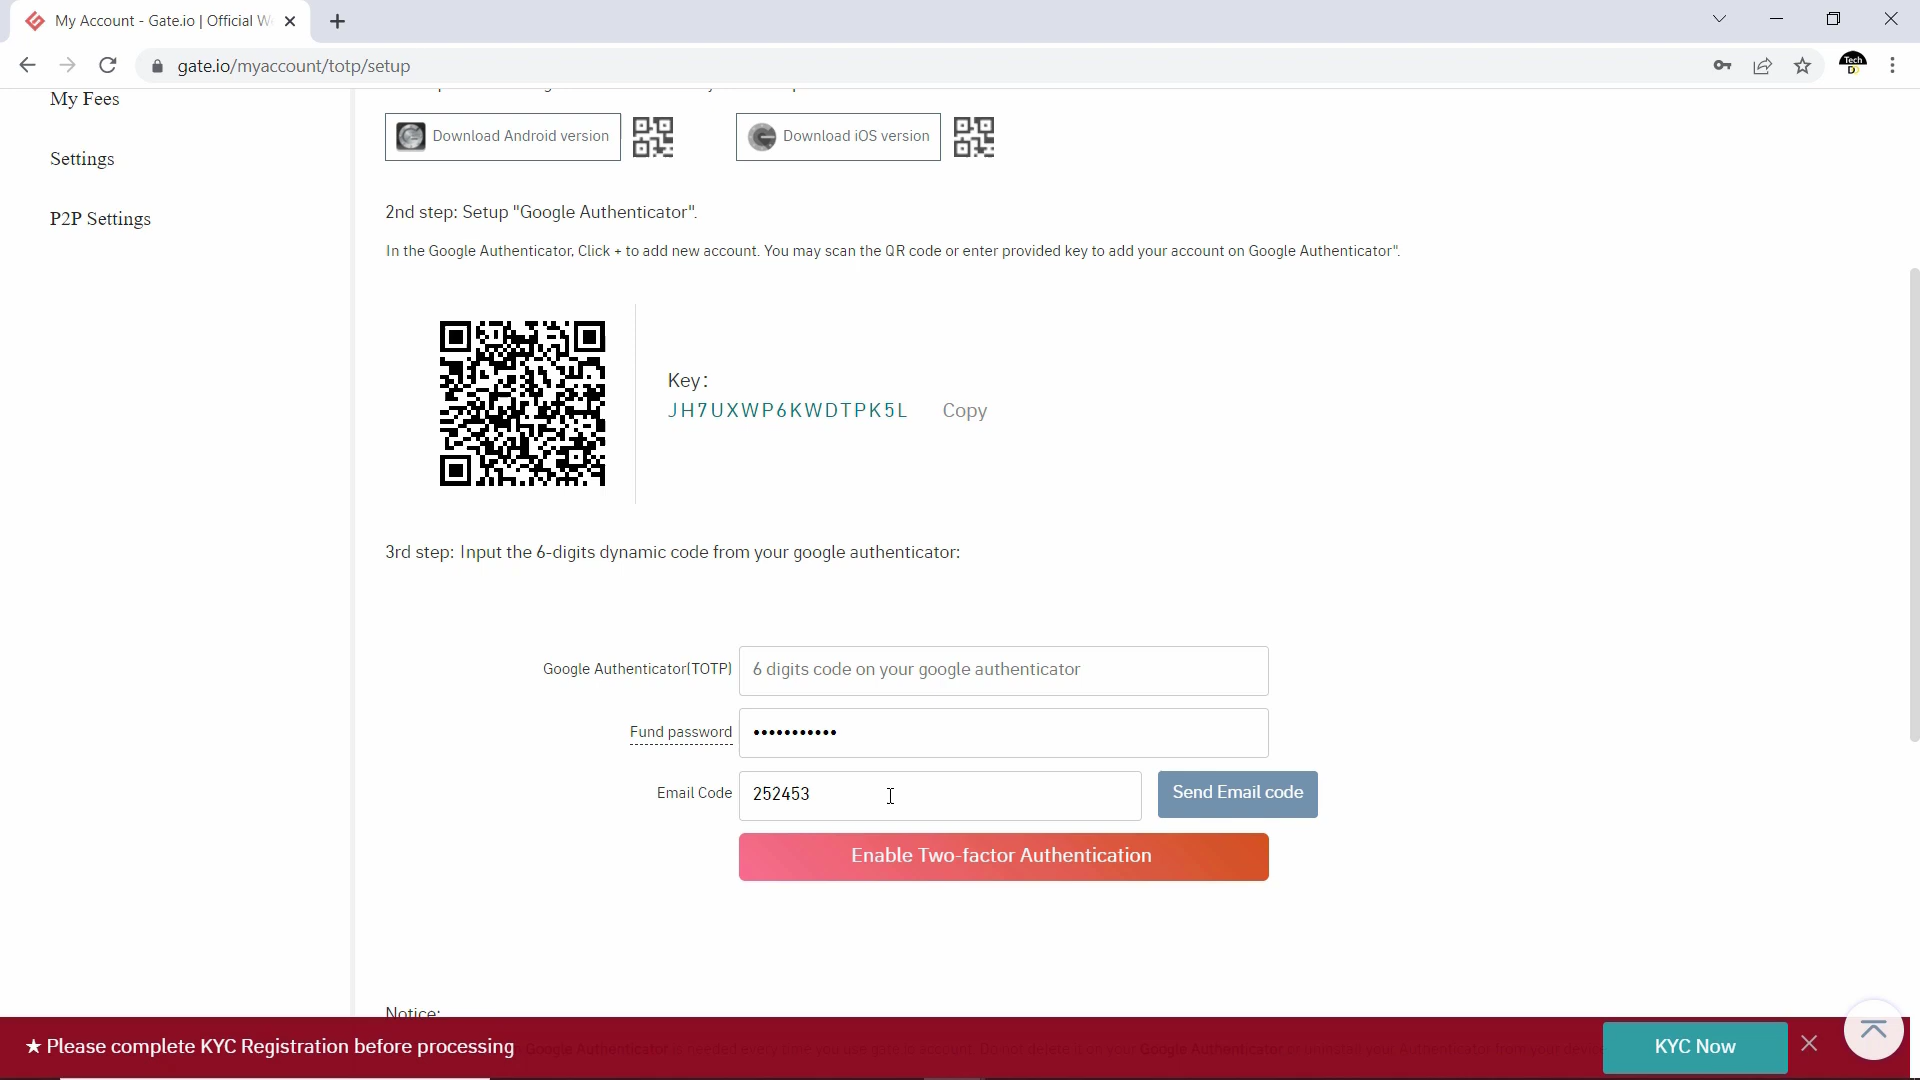 My Account - Gate.io | Official W
gate.io/myaccount/totp/setup
Tech
D
My Fees
Settings
P2P Settings
Download Android version
Download iOS version
2nd step: Setup "Google Authenticator".
In the Google Authenticator, Click + to add new account. You may scan the QR code or enter provided key to add your account on Google Authenticator".
Key:
JH7UXWP6KWDTPK5L Copy
3rd step: Input the 6-digits dynamic code from your google authenticator:
Google Authenticator(TOTP) 6 digits code on your google authenticator
Fund password •••••••••••
Email Code 252453 Send Email code
Enable Two-factor Authentication
Notice:
★ Please complete KYC Registration before processing
KYC Now